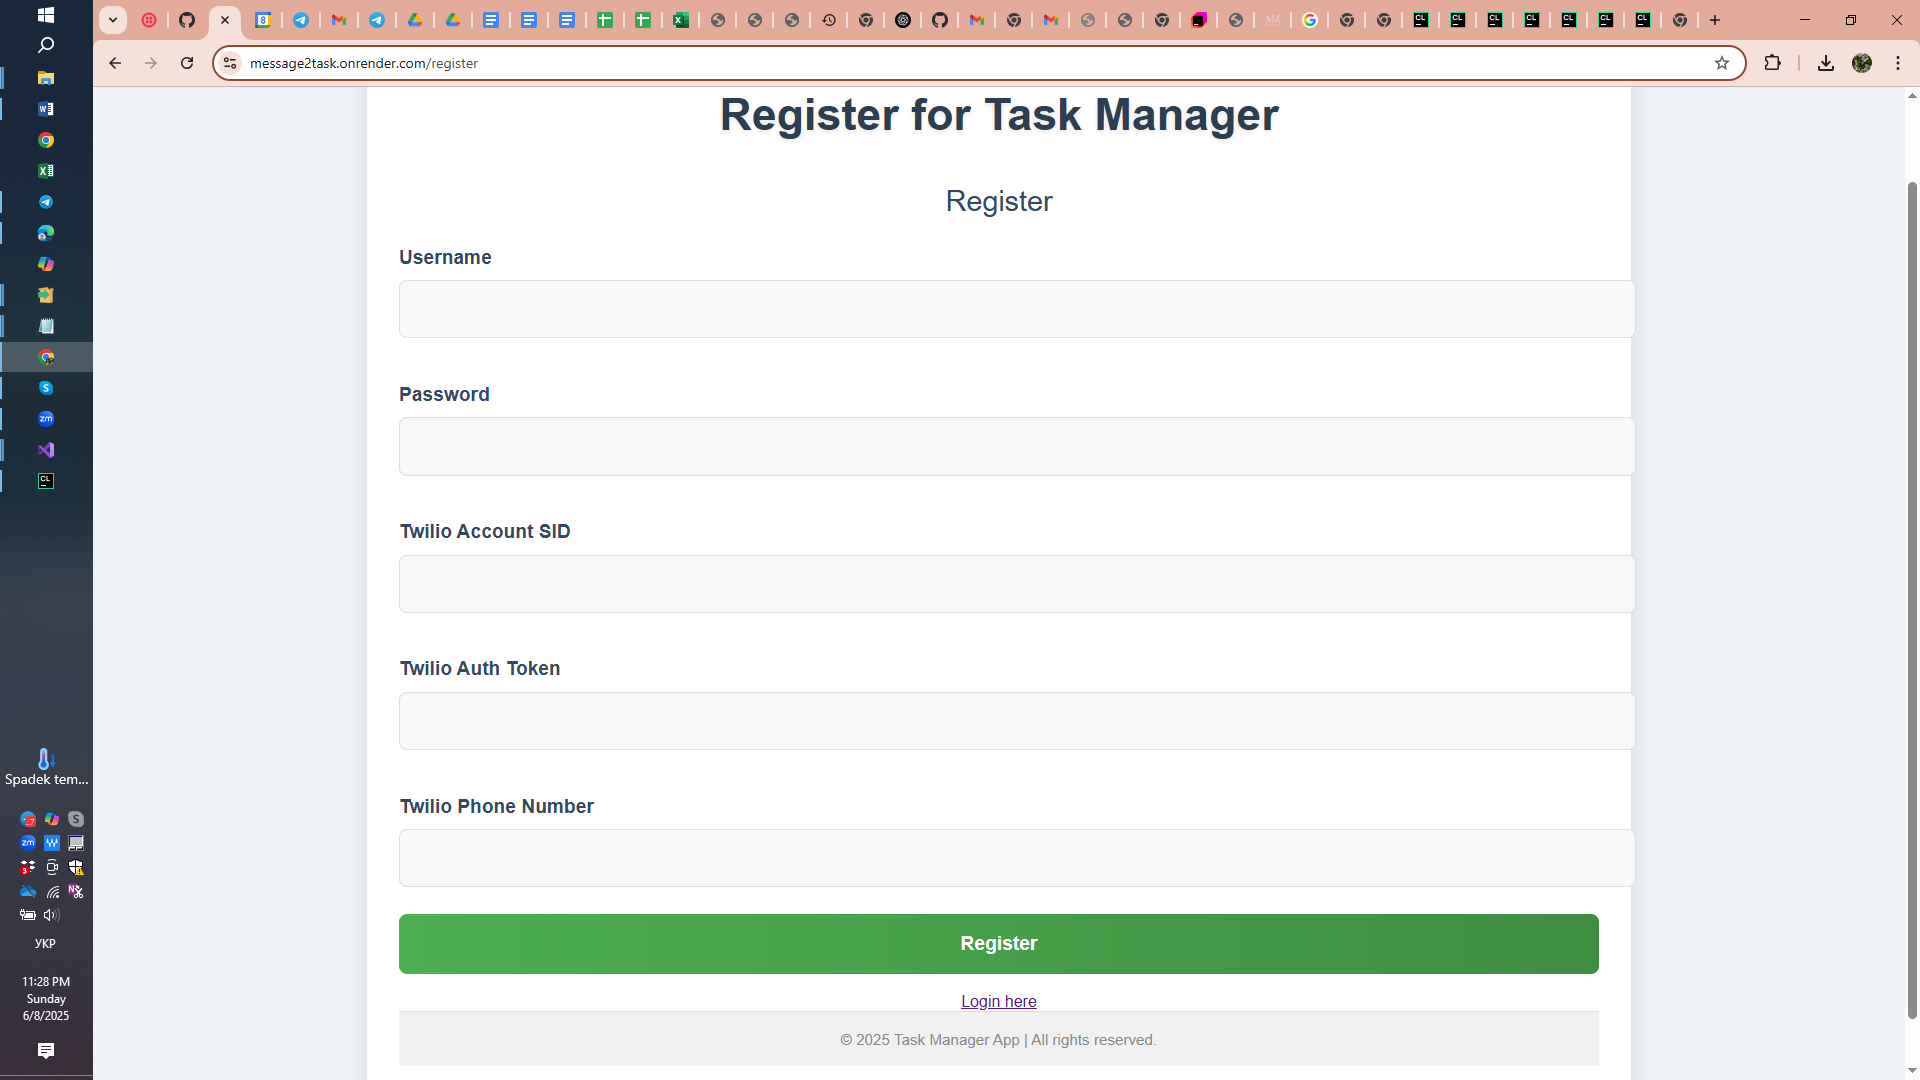 message2task.onrender.com/register
Register for Task Manager
Register
Username
Password
Twilio Account SID
Twilio Auth Token
Twilio Phone Number
Register
Login here
© 2025 Task Manager App | All rights reserved.
Spadek tem...
УКР
11:28 PM
Sunday
6/8/2025